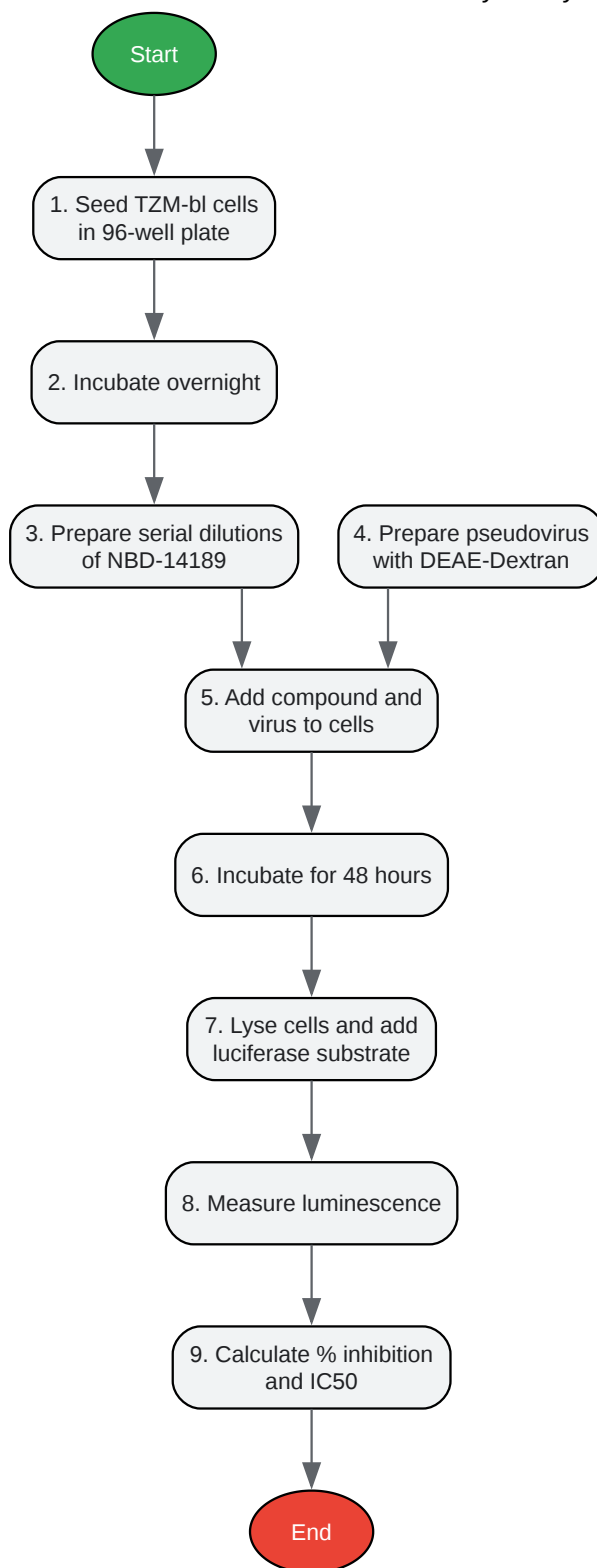 Start
1. Seed TZM-bl cells
in 96-well plate
2. Incubate overnight
3. Prepare serial dilutions
of NBD-14189
4. Prepare pseudovirus
with DEAE-Dextran
5. Add compound and
virus to cells
6. Incubate for 48 hours
7. Lyse cells and add
luciferase substrate
8. Measure luminescence
9. Calculate % inhibition
and IC50
End